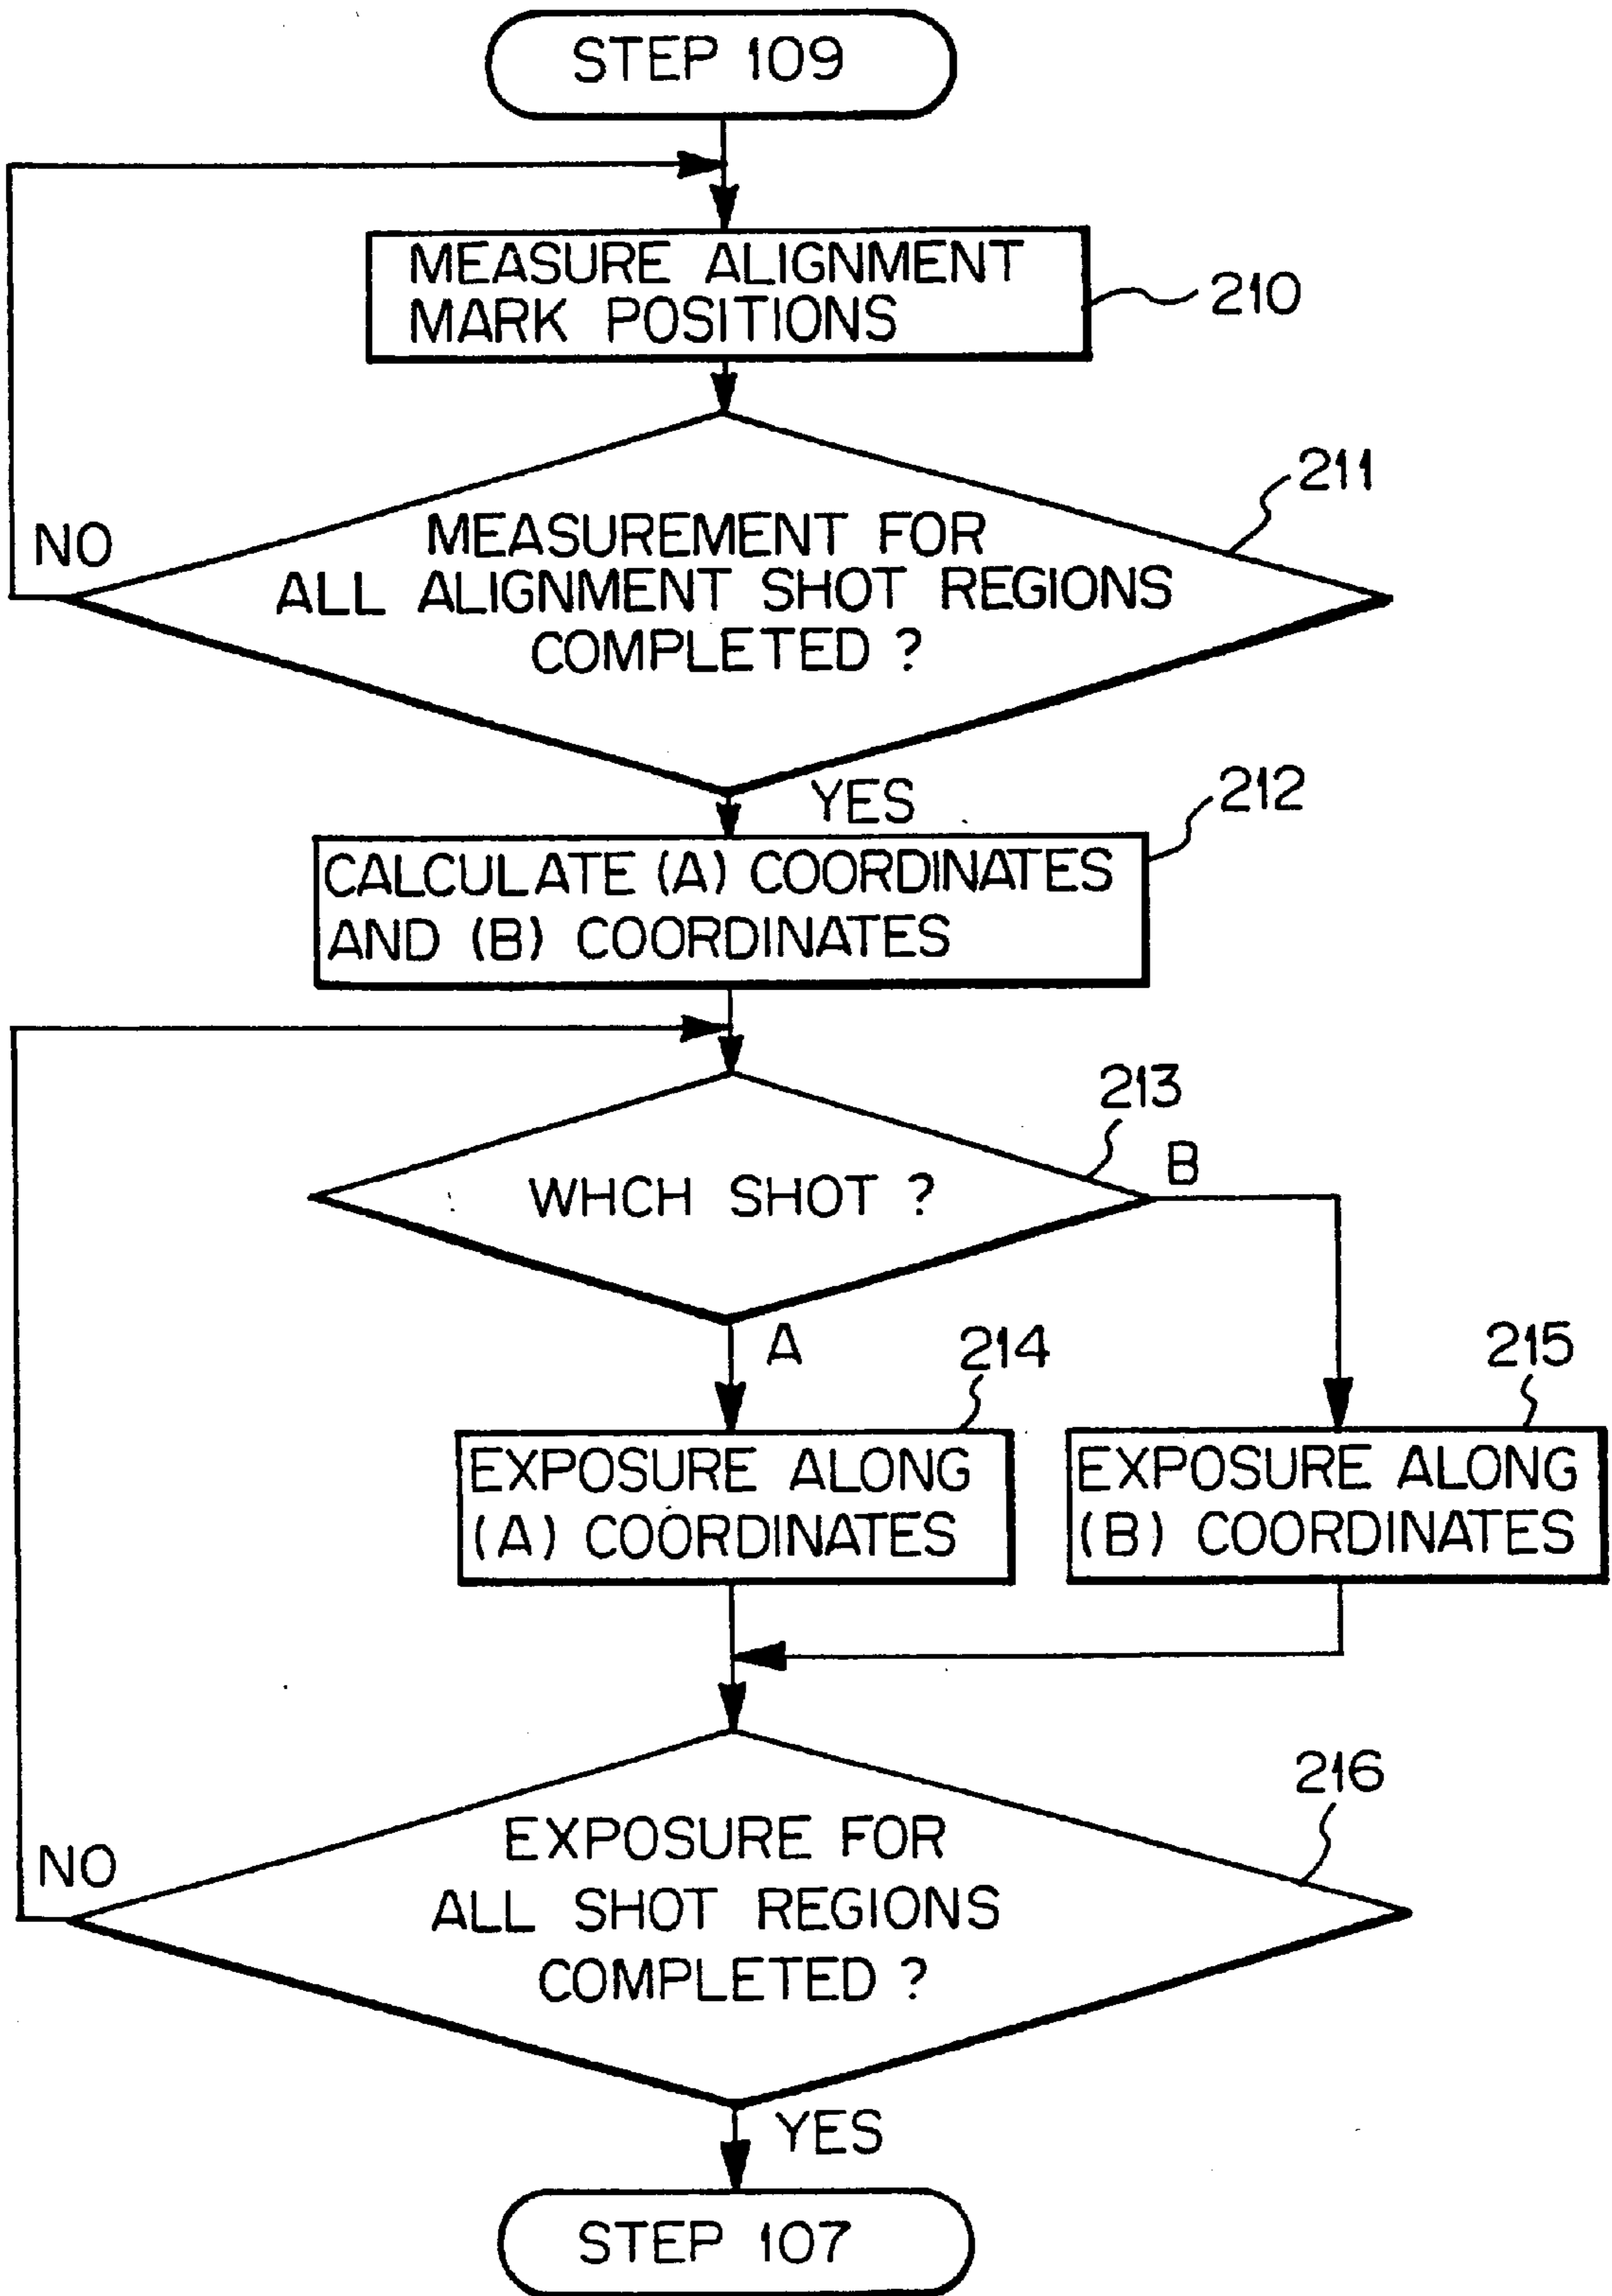 STEP 109
MEASURE ALIGNMENT
MARK POSITIONS
210
211
NO
MEASUREMENT FOR
ALL ALIGNMENT SHOT REGIONS
COMPLETED ?
YES
212
CALCULATE (A) COORDINATES
AND (B) COORDINATES
213
B
WHCH SHOT ?
A
214
215
EXPOSURE ALONG
(A) COORDINATES
EXPOSURE ALONG
(B) COORDINATES
216
NO
EXPOSURE FOR
ALL SHOT REGIONS
COMPLETED ?
YES
STEP 107